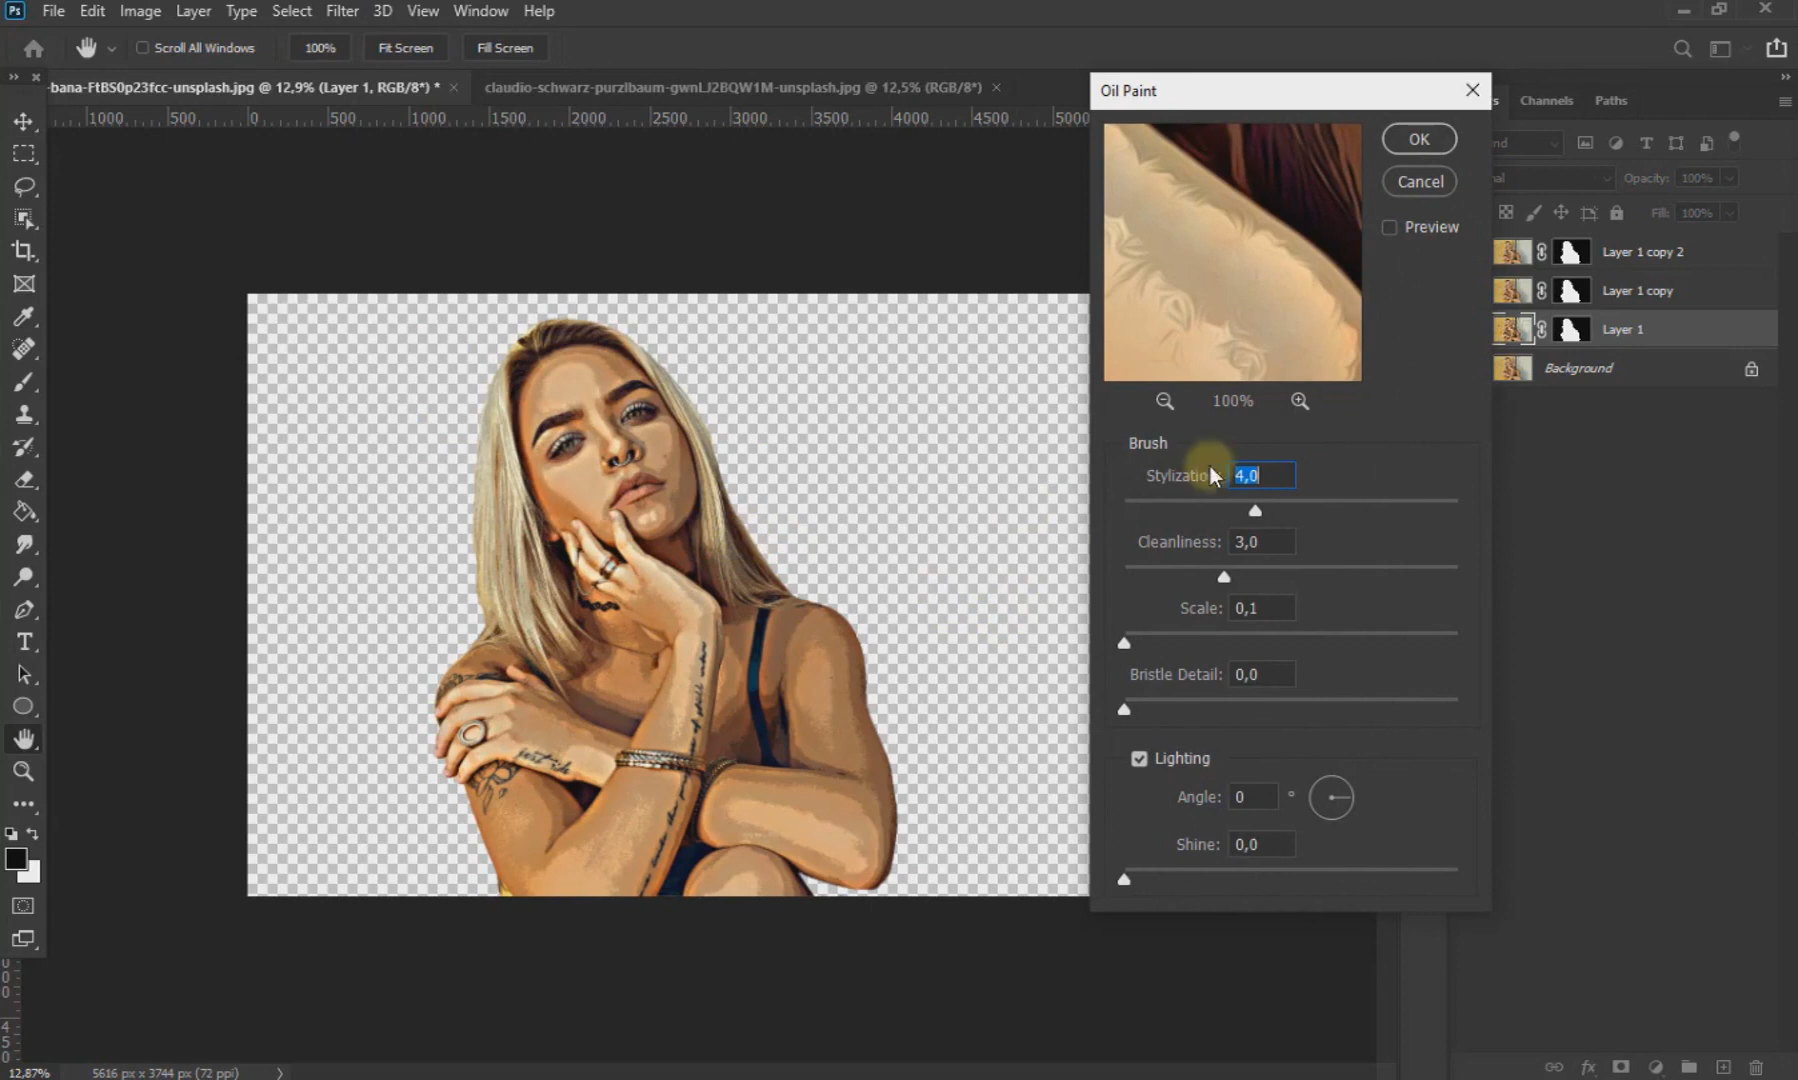 Ps File Edit Image Layer Type Select Filter 3D View Window Help
Scroll All Windows 100% Fit Screen Fill Screen
-bana-FtBS0p23fcc-unsplash.jpg @ 12,9% (Layer 1, RGB/8*) * claudio-schwarz-purzlbaum-gwnLJ2BQW1M-unsplash.jpg @ 12,5% (RGB/8*)
1000 500 0 1000 1500 2000 2500 3000 3500 4000 4500 5000
Oil Paint
OK
Cancel
Preview
100%
Brush
4,0
Cleanliness: 3,0
Scale: 0,1
Bristle Detail: 0,0
Lighting
Angle: 0 °
Shine: 0,0
Channels Paths
Opacity: 100%
Fill: 100%
Layer 1 copy 2
Layer 1 copy
Layer 1
Background
12,87% 5616 px x 3744 px (72 ppi)